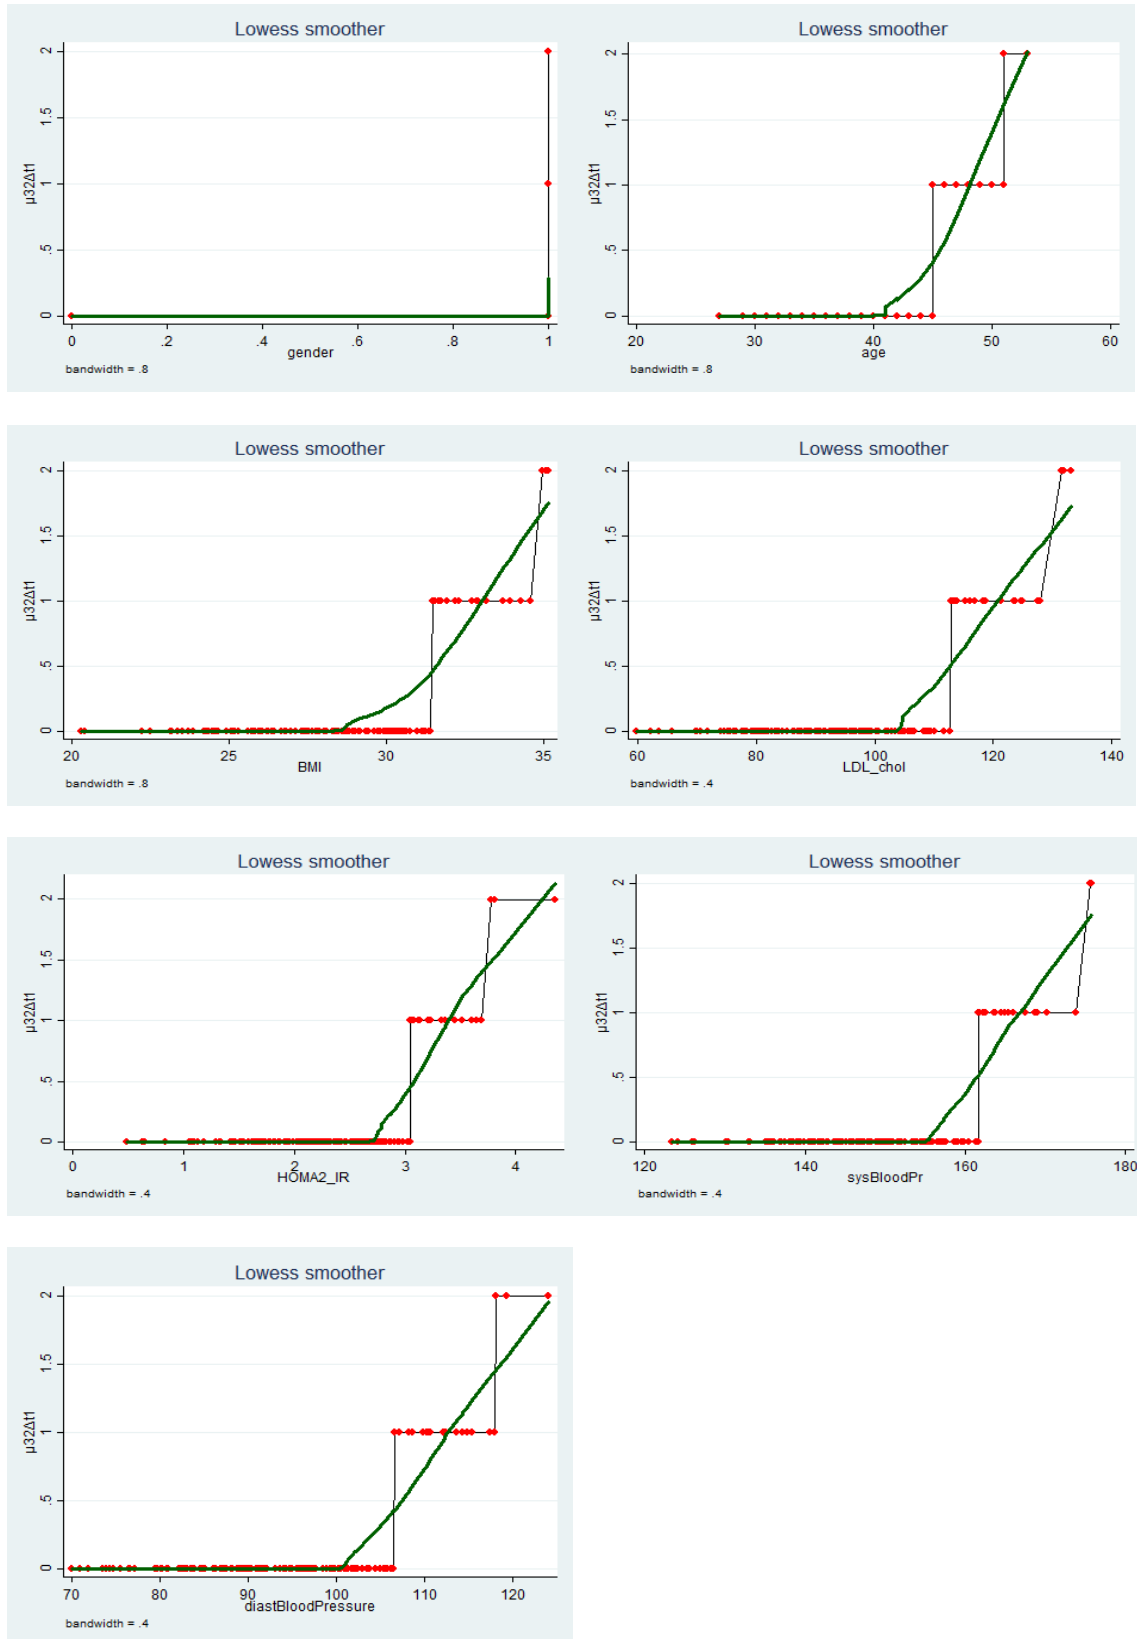 Lowess smoother
2
1.5
1
.5
0
µ32Δt1
0 .2 .4 .6 .8 1
gender
bandwidth = .8
Lowess smoother
2
1.5
1
.5
0
µ32Δt1
20 30 40 50 60
age
bandwidth = .8
Lowess smoother
2
1.5
1
.5
0
µ32Δt1
20 25 30 35
BMI
bandwidth = .8
Lowess smoother
2
1.5
1
.5
0
µ32Δt1
60 80 100 120 140
LDL_chol
bandwidth = .4
Lowess smoother
2
1.5
1
.5
0
µ32Δt1
0 1 2 3 4
HOMA2_IR
bandwidth = .4
Lowess smoother
2
1.5
1
.5
0
µ32Δt1
120 140 160 180
sysBloodPr
bandwidth = .4
Lowess smoother
2
1.5
1
.5
0
µ32Δt1
70 80 90 100 110 120
diastBloodPressure
bandwidth = .4